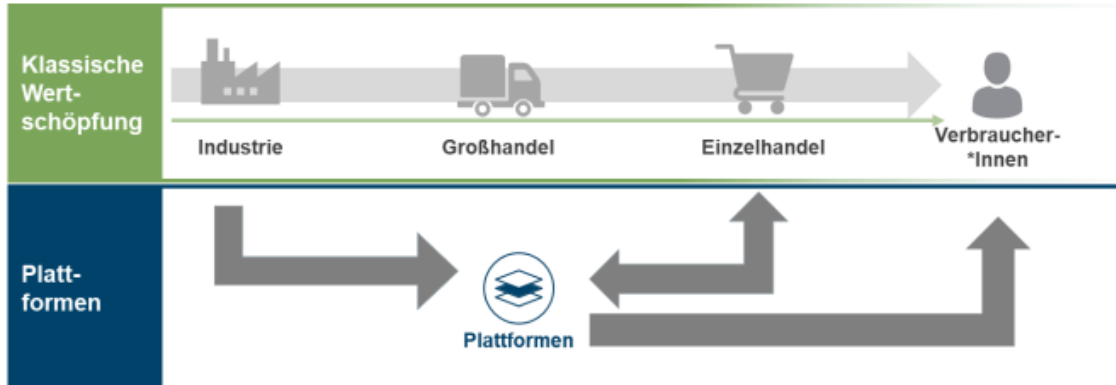 Klassische
Wert-
schöpfung
Industrie
Großhandel
Einzelhandel
Verbraucher-
*Innen
Platt-
formen
Plattformen